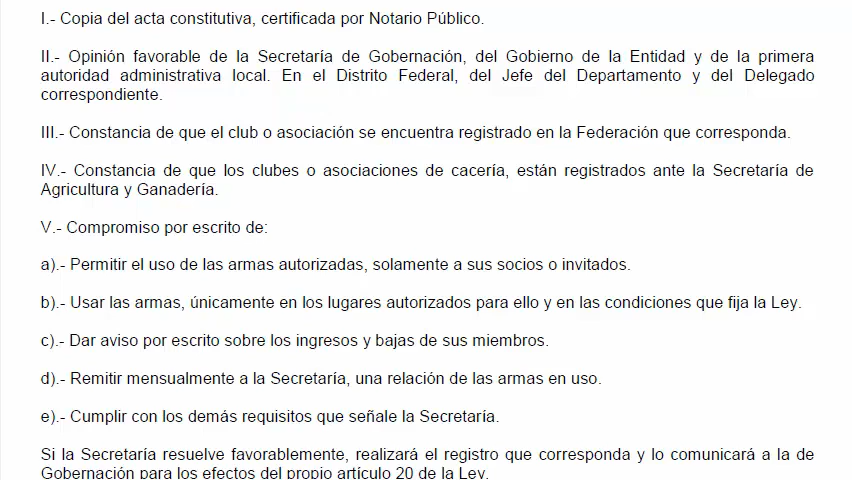 I.- Copia del acta constitutiva, certificada por Notario Público.
II.- Opinión favorable de la Secretaría de Gobernación, del Gobierno de la Entidad y de la primera
autoridad administrativa local. En el Distrito Federal, del Jefe del Departamento y del Delegado
correspondiente.
III.- Constancia de que el club o asociación se encuentra registrado en la Federación que corresponda.
IV.- Constancia de que los clubes o asociaciones de cacería, están registrados ante la Secretaría de
Agricultura y Ganadería.
V.- Compromiso por escrito de:
a).- Permitir el uso de las armas autorizadas, solamente a sus socios o invitados.
b).- Usar las armas, únicamente en los lugares autorizados para ello y en las condiciones que fija la Ley.
c).- Dar aviso por escrito sobre los ingresos y bajas de sus miembros.
d).- Remitir mensualmente a la Secretaría, una relación de las armas en uso.
e).- Cumplir con los demás requisitos que señale la Secretaría.
Si la Secretaría resuelve favorablemente, realizará el registro que corresponda y lo comunicará a la de
Gobernación para los efectos del propio artículo 20 de la Ley.